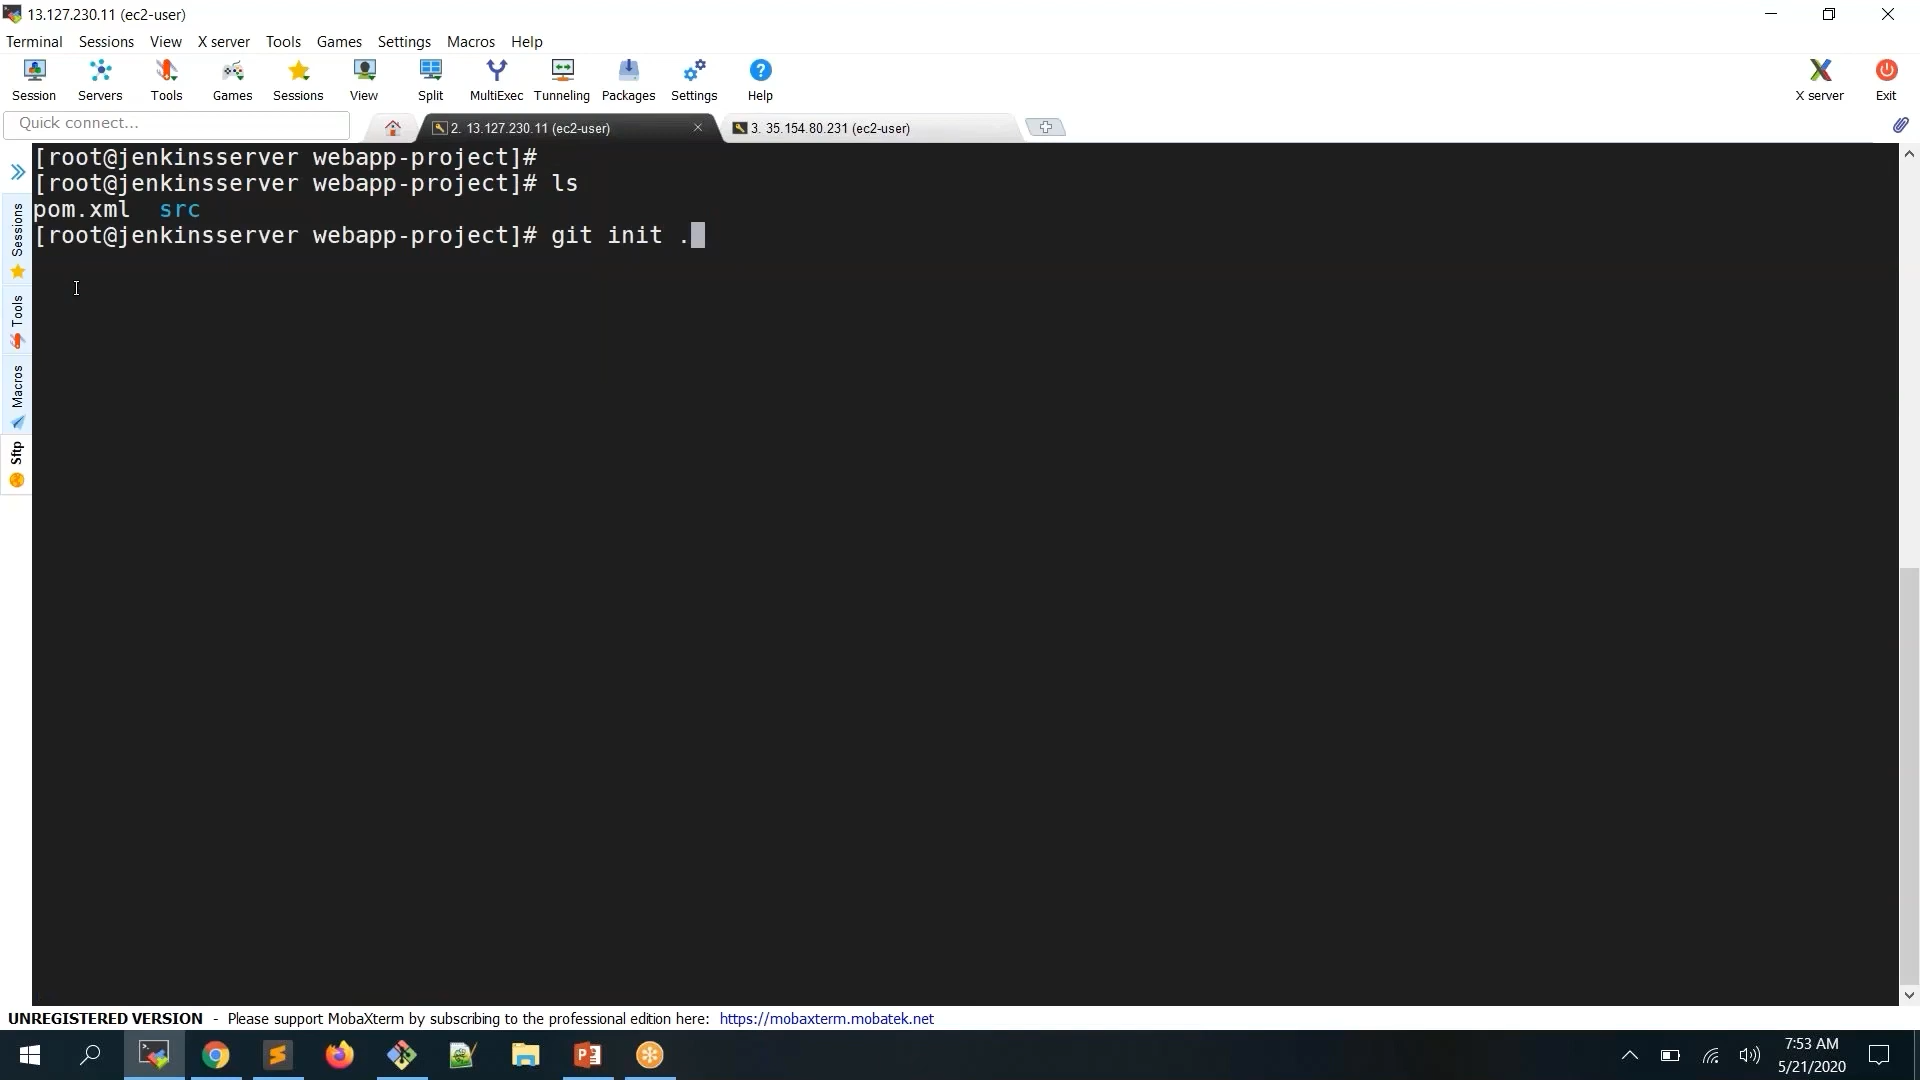 13.127.230.11 (ec2-user)
Terminal Sessions View X server Tools Games Settings Macros Help
Session Servers Tools Games Sessions View Split MultiExec Tunneling Packages Settings Help X server Exit
Quick connect... 2. 13.127.230.11 (ec2-user) 3. 35.154.80.231 (ec2-user)
[root@jenkinsserver webapp-project]#
[root@jenkinsserver webapp-project]# ls
pom.xml src
[root@jenkinsserver webapp-project]# git init .
Sessions
Tools
Macros
Sftp
UNREGISTERED VERSION - Please support MobaXterm by subscribing to the professional edition here: https://mobaxterm.mobatek.net
7:53 AM
5/21/2020